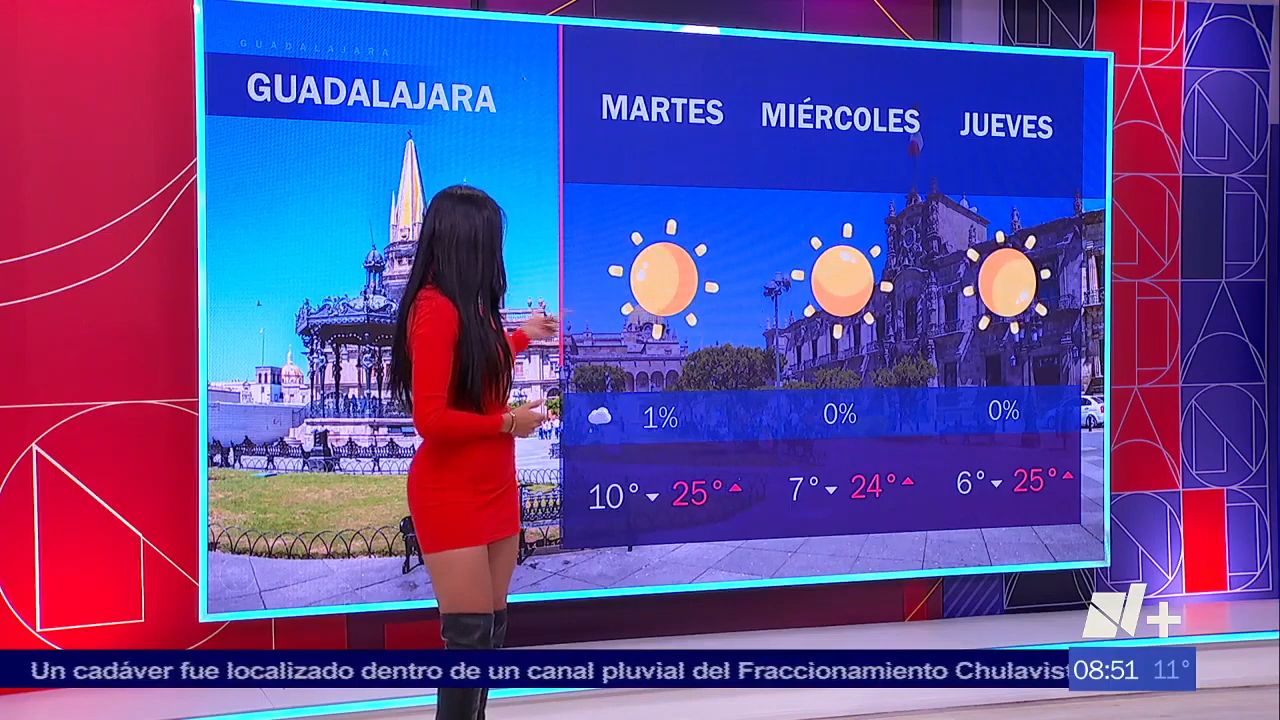 GUADALAJARA
GUADALAJARA
MARTES MIÉRCOLES JUEVES
1% 0% 0%
10° 25° 7° 24° 6° 25°
N+
Un cadáver fue localizado dentro de un canal pluvial del Fraccionamiento Chulavist
08:51 11°